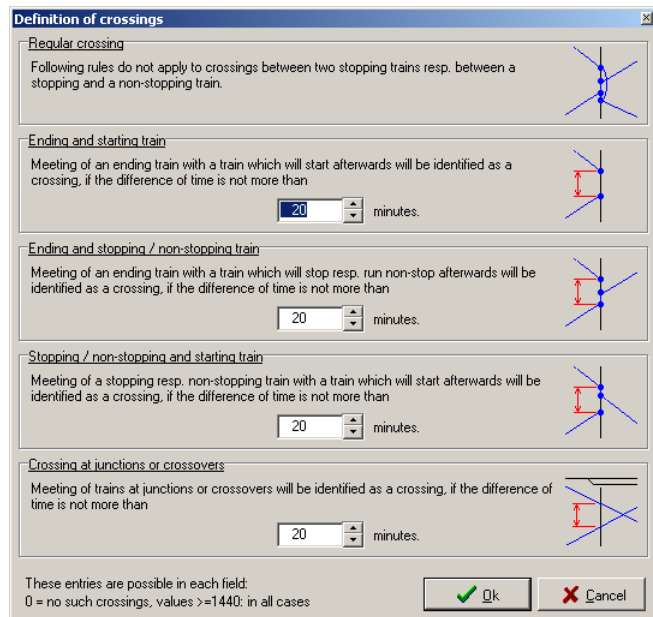 Definition of crossings
Regular crossing
Following rules do not apply to crossings between two stopping trains resp. between a
stopping and a non-stopping train.
Ending and starting train
Meeting of an ending train with a train which will start afterwards will be identified as a
crossing, if the difference of time is not more than
20 minutes.
Ending and stopping / non-stopping train
Meeting of an ending train with a train which will stop resp. run non-stop afterwards will be
identified as a crossing, if the difference of time is not more than
20 minutes.
Stopping / non-stopping and starting train
Meeting of a stopping resp. non-stopping train with a train which will start afterwards will be
identified as a crossing, if the difference of time is not more than
20 minutes.
Crossing at junctions or crossovers
Meeting of trains at junctions or crossovers will be identified as a crossing, if the difference of
time is not more than
20 minutes.
These entries are possible in each field:
0 = no such crossings, values >=1440: in all cases
Ok Cancel